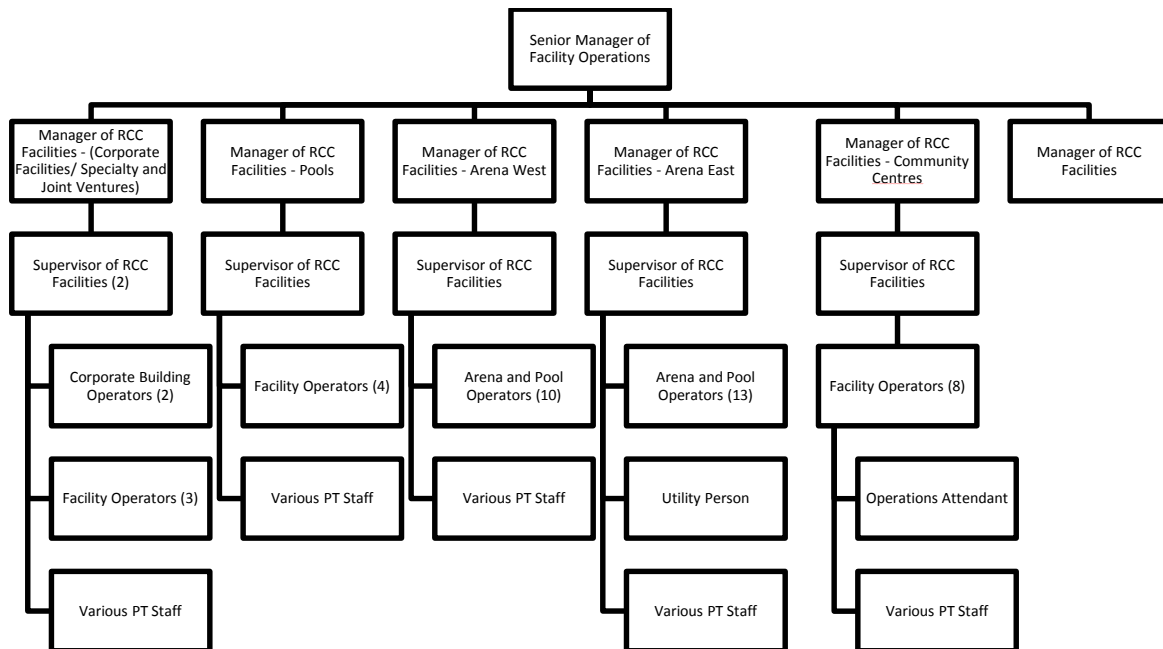 Senior Manager of
Facility Operations
Manager of RCC
Facilities - (Corporate
Facilities/ Specialty and
Joint Ventures)
Manager of RCC
Facilities - Pools
Manager of RCC
Facilities - Arena West
Manager of RCC
Facilities - Arena East
Manager of RCC
Facilities - Community
Centres
Manager of RCC
Facilities
Supervisor of RCC
Facilities (2)
Supervisor of RCC
Facilities
Supervisor of RCC
Facilities
Supervisor of RCC
Facilities
Supervisor of RCC
Facilities
Corporate Building
Operators (2)
Facility Operators (4)
Arena and Pool
Operators (10)
Arena and Pool
Operators (13)
Facility Operators (8)
Facility Operators (3)
Various PT Staff
Various PT Staff
Utility Person
Operations Attendant
Various PT Staff
Various PT Staff
Various PT Staff